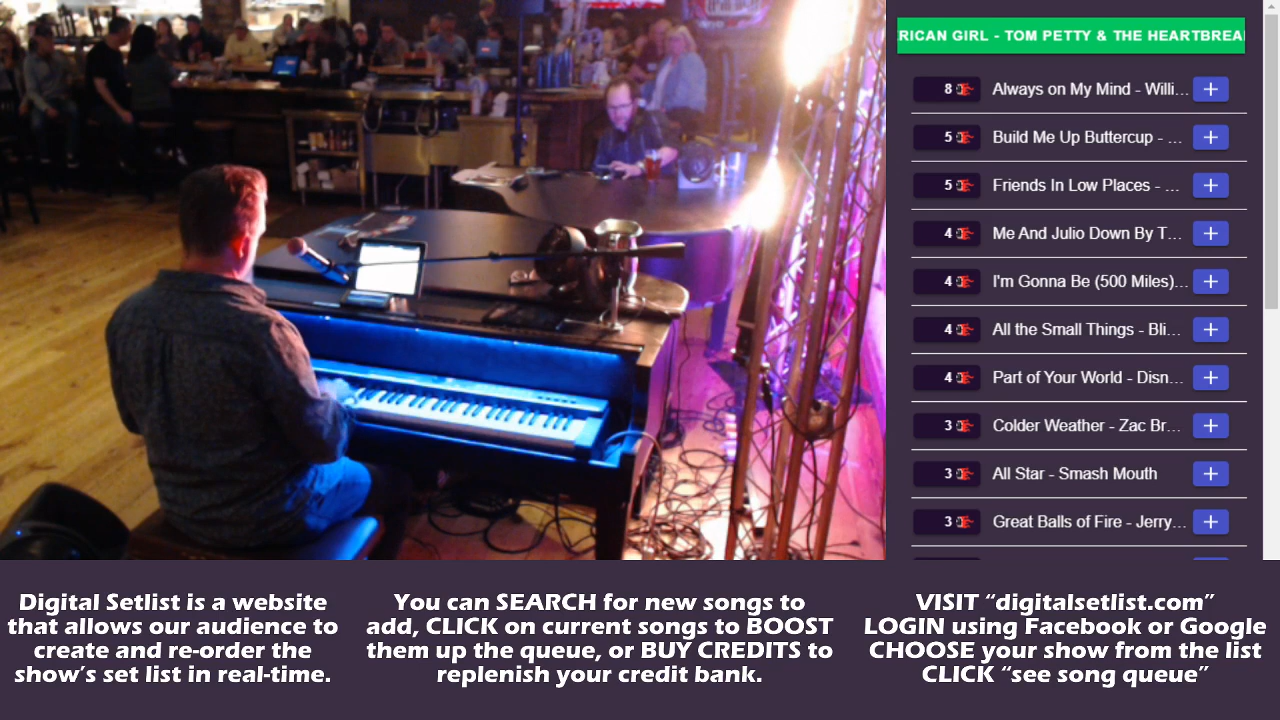 RICAN GIRL - TOM PETTY & THE HEARTBREA
8 Always on My Mind - Willi... +
5 Build Me Up Buttercup - ... +
5 Friends In Low Places - ... +
4 Me And Julio Down By T... +
4 I'm Gonna Be (500 Miles)... +
4 All the Small Things - Bli... +
4 Part of Your World - Disn... +
3 Colder Weather - Zac Br... +
3 All Star - Smash Mouth +
3 Great Balls of Fire - Jerry... +
Digital Setlist is a website
that allows our audience to
create and re-order the
show's set list in real-time.
You can SEARCH for new songs to
add, CLICK on current songs to BOOST
them up the queue, or BUY CREDITS to
replenish your credit bank.
VISIT “digitalsetlist.com”
LOGIN using Facebook or Google
CHOOSE your show from the list
CLICK “see song queue”